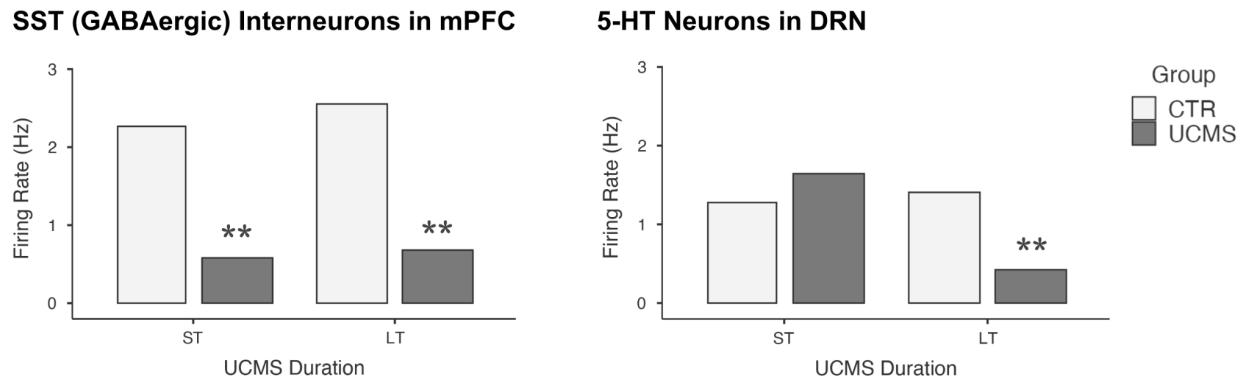 SST (GABAergic) Interneurons in mPFC
3
2
1
0
Firing Rate (Hz)
**
**
ST
LT
UCMS Duration
5-HT Neurons in DRN
3
2
1
0
Firing Rate (Hz)
**
ST
LT
UCMS Duration
Group
CTR
UCMS